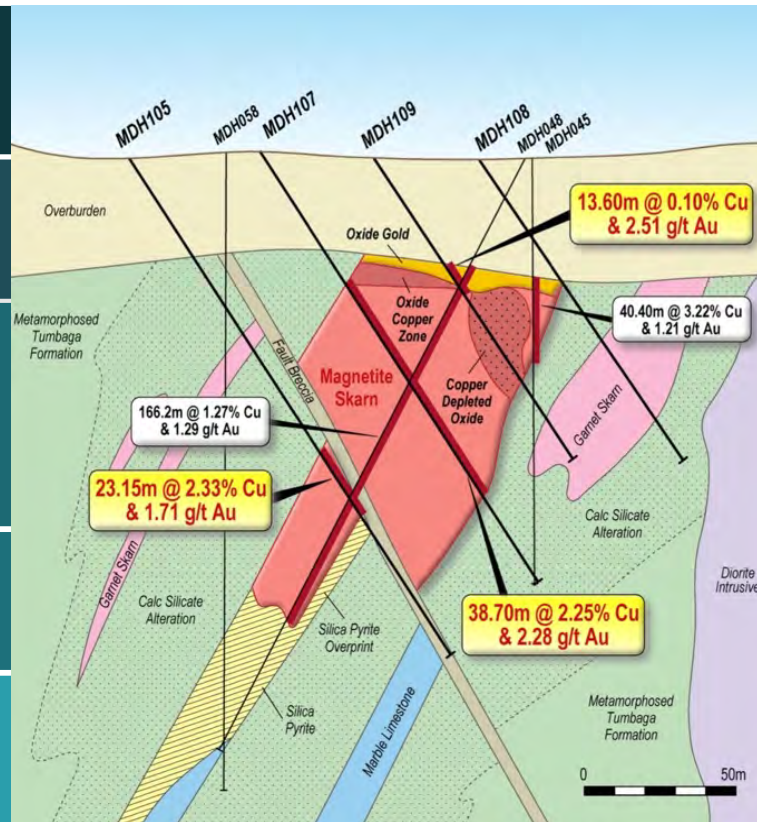 MDH105
MDH058
MDH107
MDH109
MDH108
MDH048
MDH045
Overburden
13.60m @ 0.10% Cu
& 2.51 g/t Au
Oxide Gold
Metamorphosed
Tumbaga
Formation
Fault Breccia
Oxide
Copper
Zone
40.40m @ 3.22% Cu
& 1.21 g/t Au
Magnetite
Skarn
Copper
Depleted
Oxide
Garnet Skarn
166.2m @ 1.27% Cu
& 1.29 g/t Au
23.15m @ 2.33% Cu
& 1.71 g/t Au
Calc Silicate
Alteration
Garnet Skarn
Diorite
Intrusive
Calc Silicate
Alteration
38.70m @ 2.25% Cu
& 2.28 g/t Au
Silica Pyrite
Overprint
Silica
Pyrite
Marble Limestone
Metamorphosed
Tumbaga
Formation
0
50m